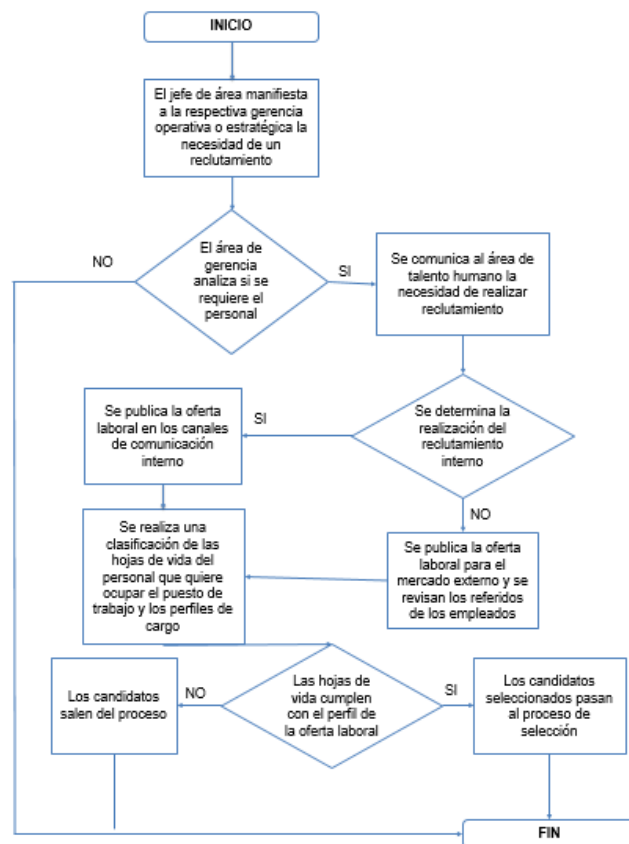 INICIO
El jefe de área manifiesta
a la respectiva gerencia
operativa o estratégica la
necesidad de un
reclutamiento
NO
El área de
gerencia
analiza si se
requiere el
personal
SI
Se comunica al área de
talento humano la
necesidad de realizar
reclutamiento
Se publica la oferta
laboral en los canales
de comunicación
interno
SI
Se determina la
realización del
reclutamiento
interno
NO
Se realiza una
clasificación de las
hojas de vida del
personal que quiere
ocupar el puesto de
trabajo y los perfiles de
cargo
Se publica la oferta
laboral para el
mercado externo y se
revisan los referidos
de los empleados
Los candidatos
salen del proceso
NO
Las hojas de
vida cumplen
con el perfil de
la oferta laboral
SI
Los candidatos
seleccionados pasan
al proceso de
selección
FIN